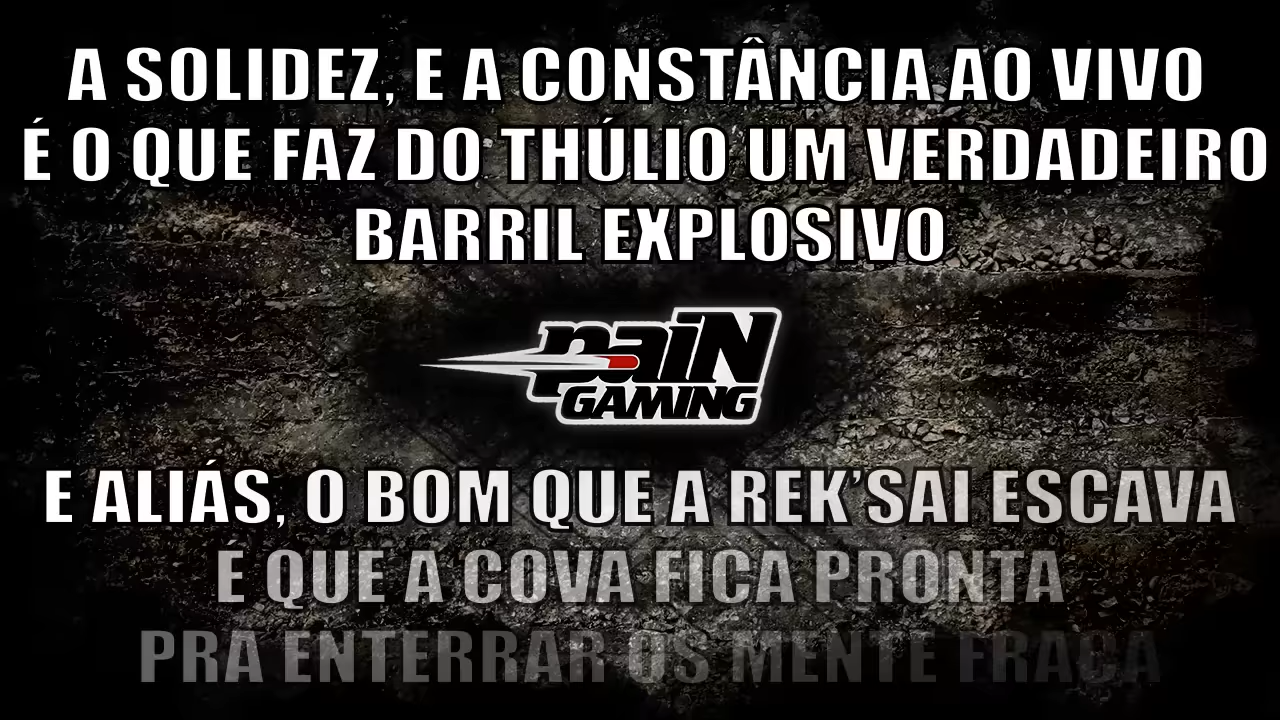 A SOLIDEZ, E A CONSTÂNCIA AO VIVO
É O QUE FAZ DO THÚLIO UM VERDADEIRO
BARRIL EXPLOSIVO
paiN
GAMING
E ALIÁS, O BOM QUE A REK'SAI ESCAVA
E QUE A COVA FICA PRONTA
PRA ENTERRAR OS MENTE FRACA